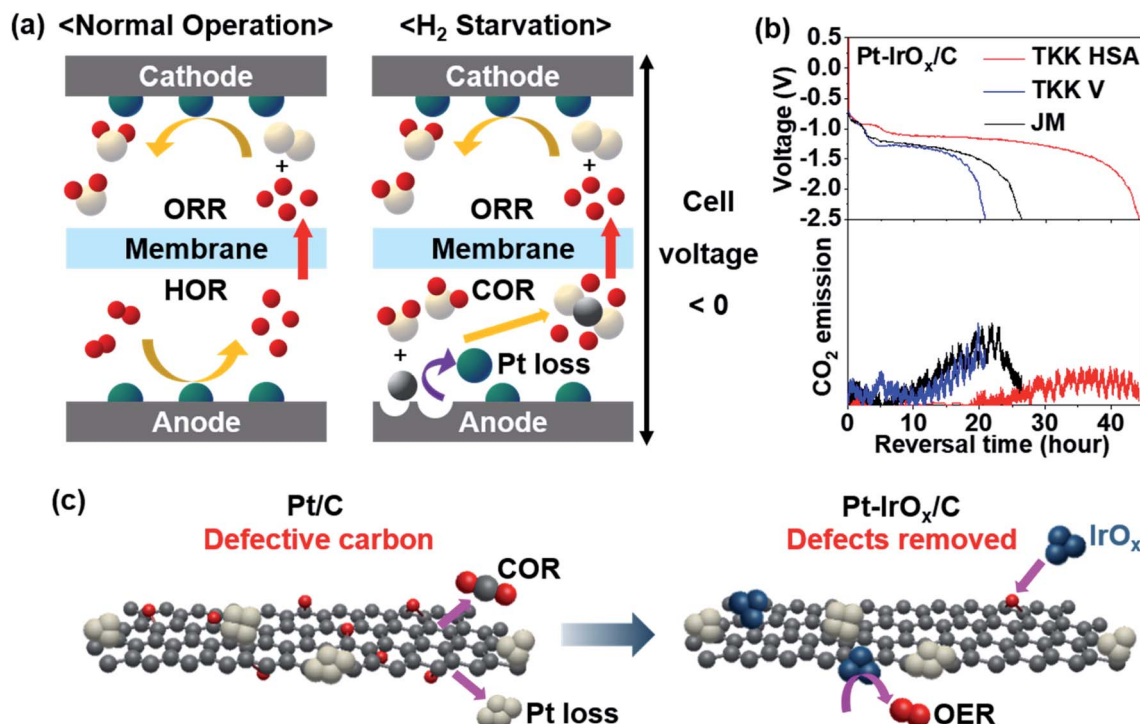 (a) <Normal Operation> <H₂ Starvation>
Cathode Cathode
+ +
ORR ORR
Membrane Membrane
HOR COR
+ Pt loss
Anode Anode
Cell
voltage
< 0
(b)
Pt-IrOₓ/C
TKK HSA
TKK V
JM
Voltage (V)
0.5
0.0
-0.5
-1.0
-1.5
-2.0
-2.5
CO₂ emission
0 10 20 30 40
Reversal time (hour)
(c)
Pt/C
Defective carbon
COR
Pt loss
Pt-IrOₓ/C
Defects removed
IrOₓ
OER